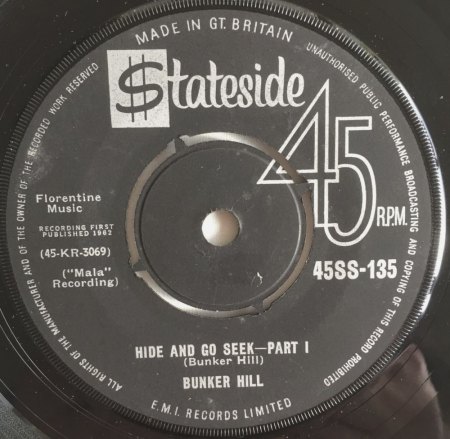 MADE IN GT. BRITAIN
$tateside
45 R.P.M.
Florentine
Music
RECORDING FIRST
PUBLISHED 1962
(45-KR-3069)
("Mala"
Recording)
45SS-135
HIDE AND GO SEEK—PART I
(Bunker Hill)
BUNKER HILL
E.M.I. RECORDS LIMITED
ALL RIGHTS OF THE MANUFACTURER AND OF THE OWNER OF THE RECORDED WORK RESERVED
UNAUTHORISED PUBLIC PERFORMANCE BROADCASTING AND COPYING OF THIS RECORD PROHIBITED